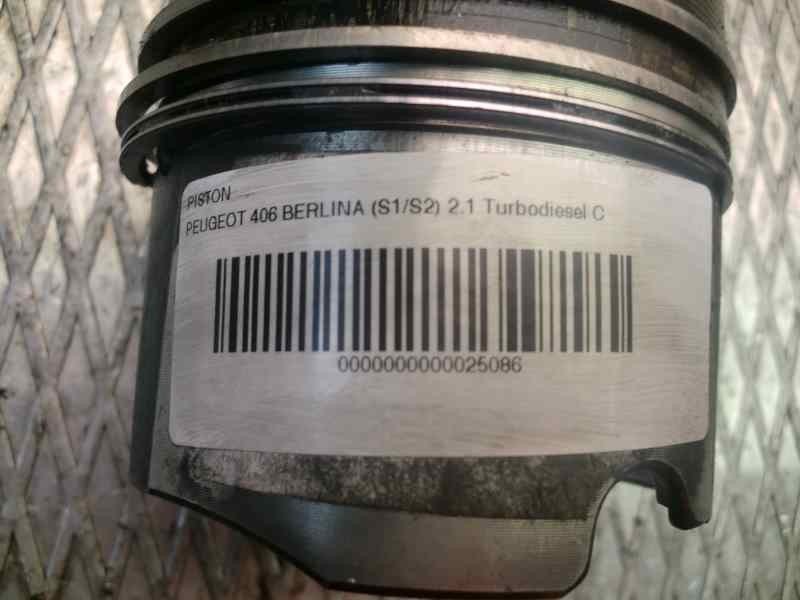 PISTON
PEUGEOT 406 BERLINA (S1/S2) 2.1 Turbodiesel C
0000000000025086